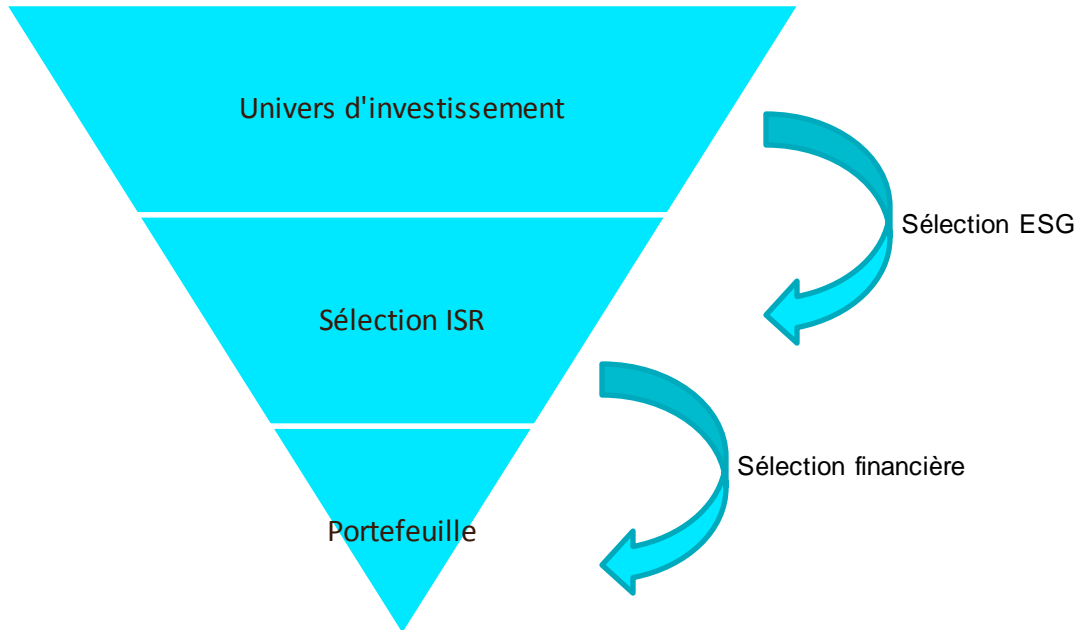 Univers d'investissement
Sélection ESG
Sélection ISR
Sélection financière
Portefeuille